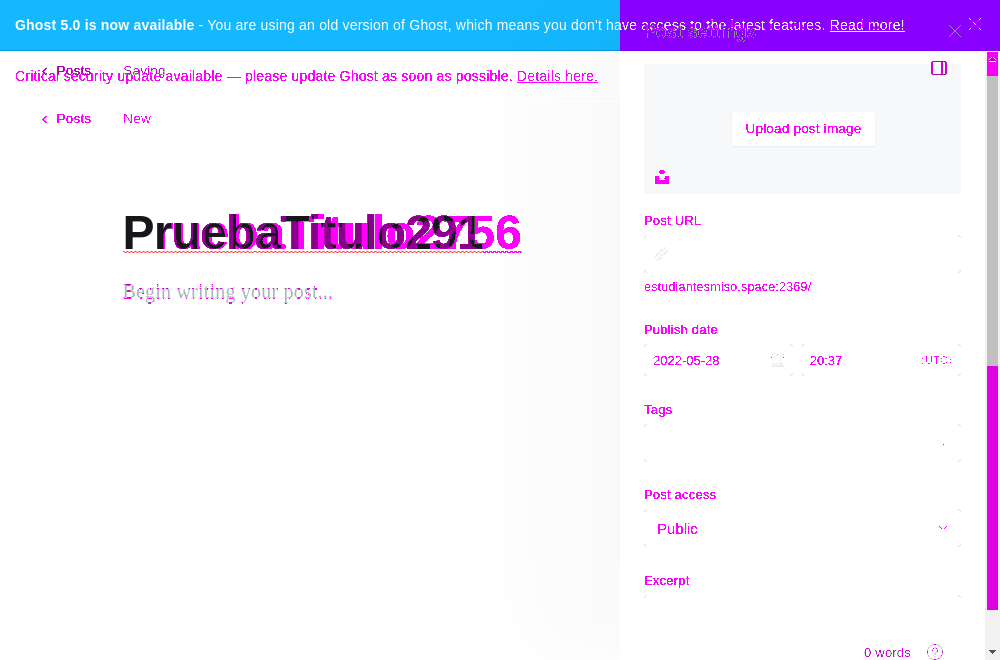 Ghost 5.0 is now available - You are using an old version of Ghost, which means you don't have access to the latest features. Read more!
Post settings
Posts Saving
Critical security update available — please update Ghost as soon as possible. Details here.
Posts New
Upload post image
PruebaTitulo291
Post URL
Begin writing your post...
estudiantesmiso.space:2369/
Publish date
2022-05-28 20:37 (UTC)
Tags
Post access
Public
Excerpt
0 words ?